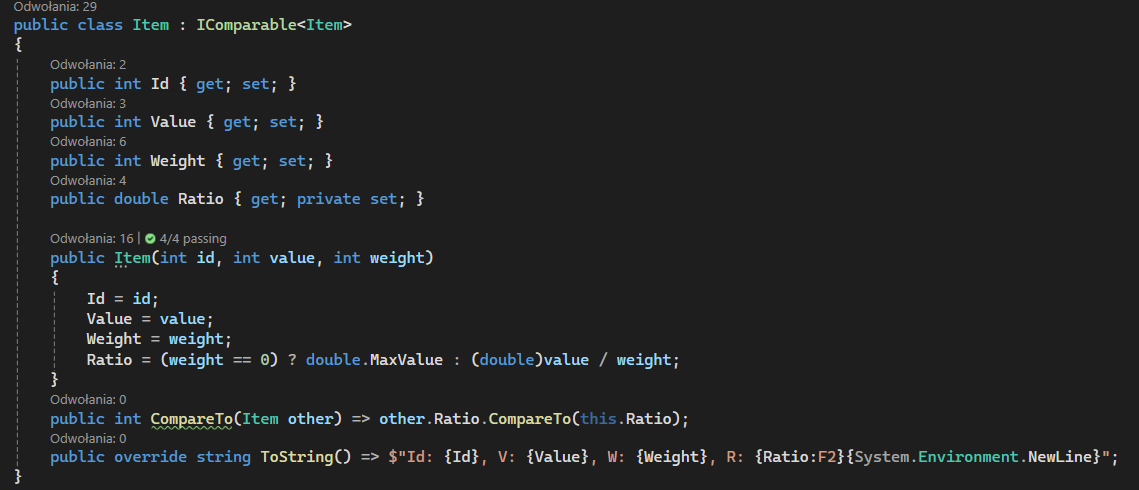 Odwołania: 29
public class Item : IComparable<Item>
{
Odwołania: 2
public int Id { get; set; }
Odwołania: 3
public int Value { get; set; }
Odwołania: 6
public int Weight { get; set; }
Odwołania: 4
public double Ratio { get; private set; }
Odwołania: 16 | 4/4 passing
public Item(int id, int value, int weight)
{
Id = id;
Value = value;
Weight = weight;
Ratio = (weight == 0) ? double.MaxValue : (double)value / weight;
}
Odwołania: 0
public int CompareTo(Item other) => other.Ratio.CompareTo(this.Ratio);
Odwołania: 0
public override string ToString() => $"Id: {Id}, V: {Value}, W: {Weight}, R: {Ratio:F2}{System.Environment.NewLine}";
}